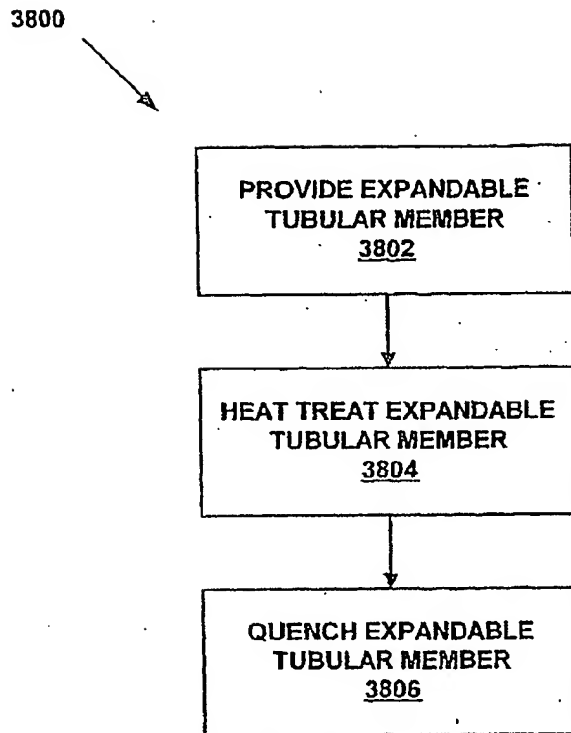 3800
PROVIDE EXPANDABLE
TUBULAR MEMBER
3802
HEAT TREAT EXPANDABLE
TUBULAR MEMBER
3804
QUENCH EXPANDABLE
TUBULAR MEMBER
3806